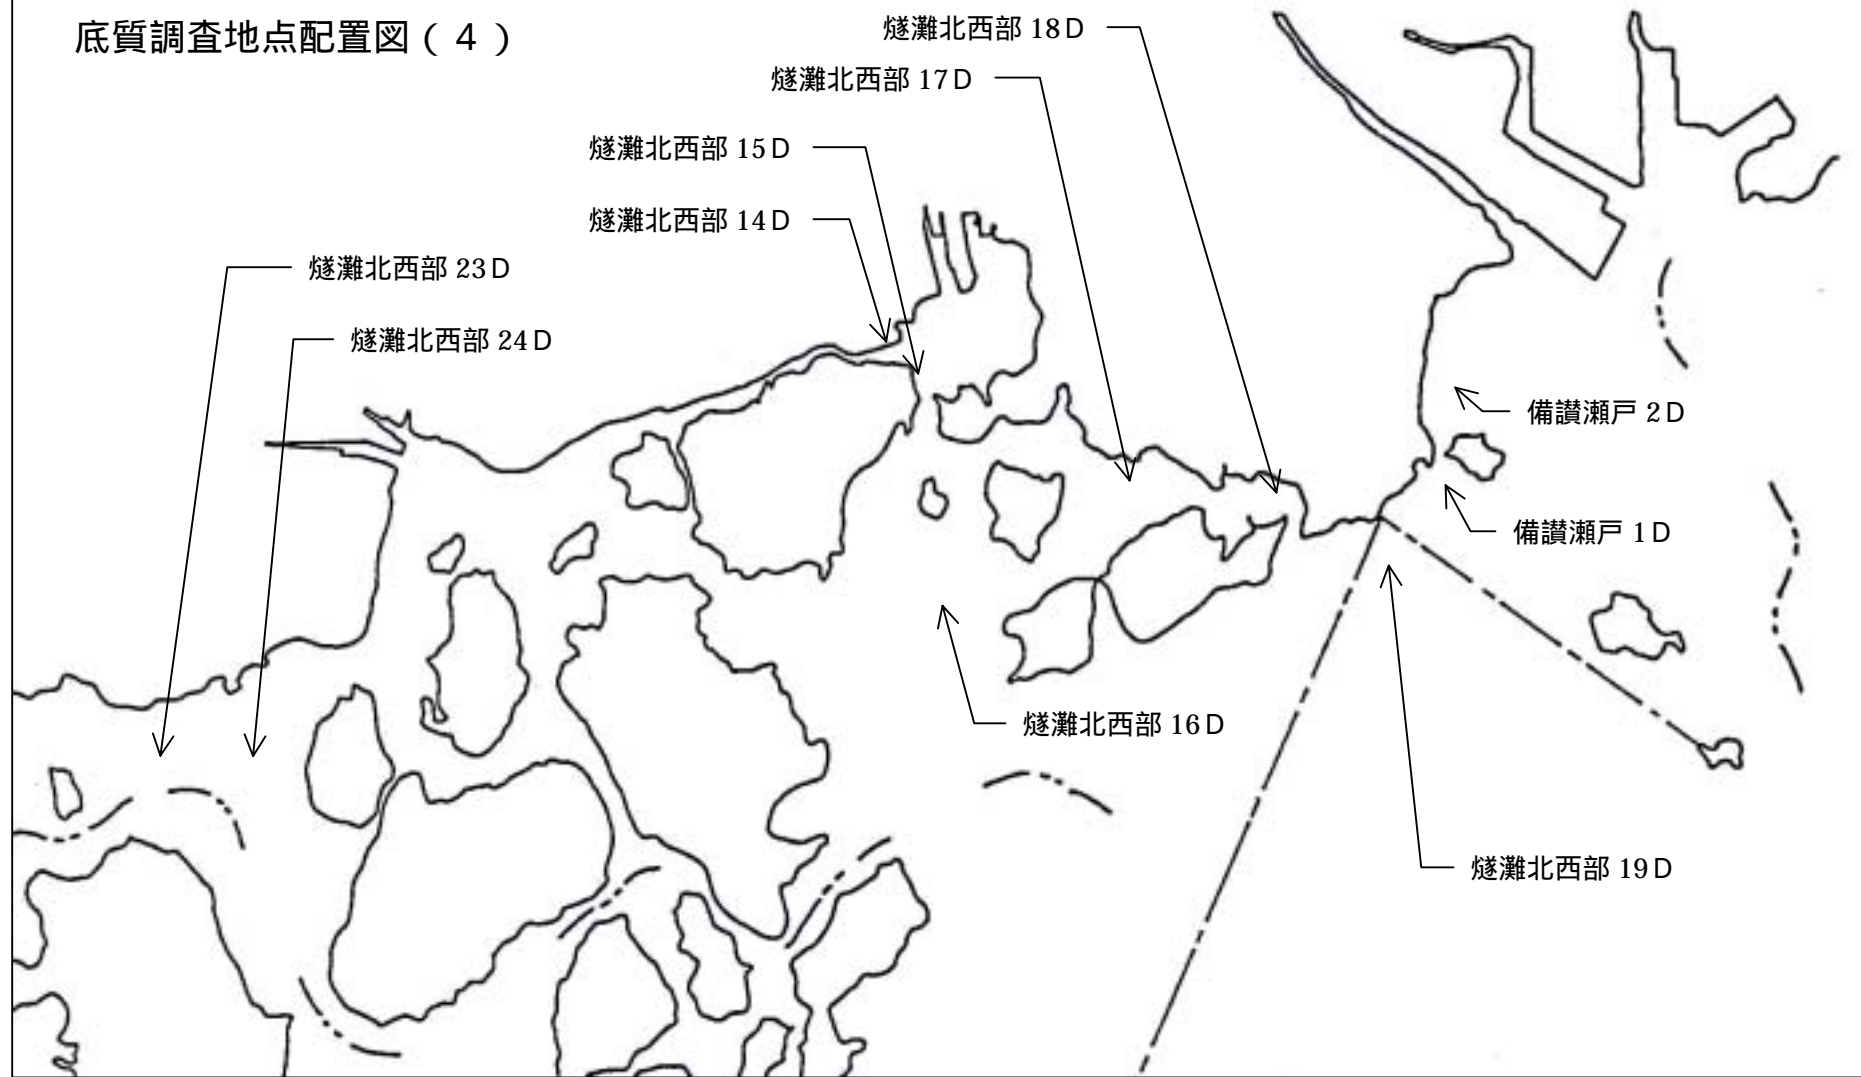 底質調査地点配置図(4)
燧灘北西部 18D
燧灘北西部 17D
燧灘北西部 15D
燧灘北西部 14D
燧灘北西部 23D
燧灘北西部 24D
備讃瀬戸 2D
備讃瀬戸 1D
燧灘北西部 16D
燧灘北西部 19D